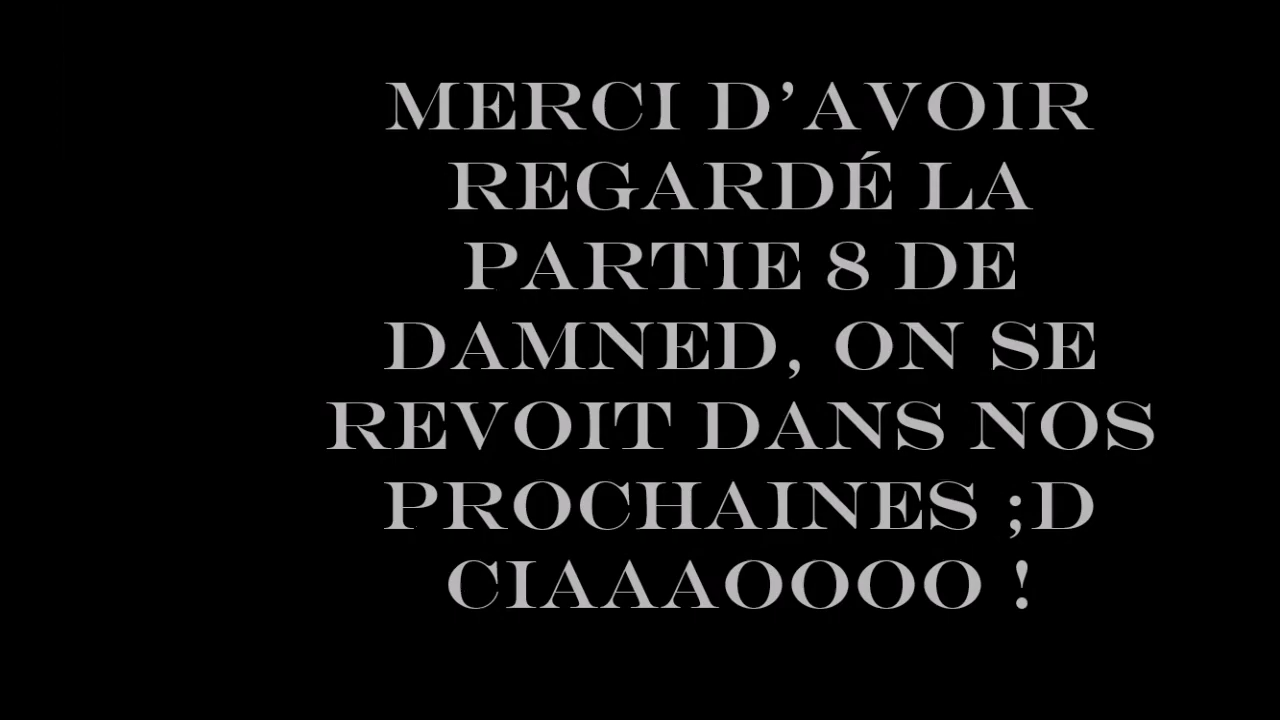 MERCI D'AVOIR
REGARDÉ LA
PARTIE 8 DE
DAMNED, ON SE
REVOIT DANS NOS
PROCHAINES ;D
CIAAAOOOO !